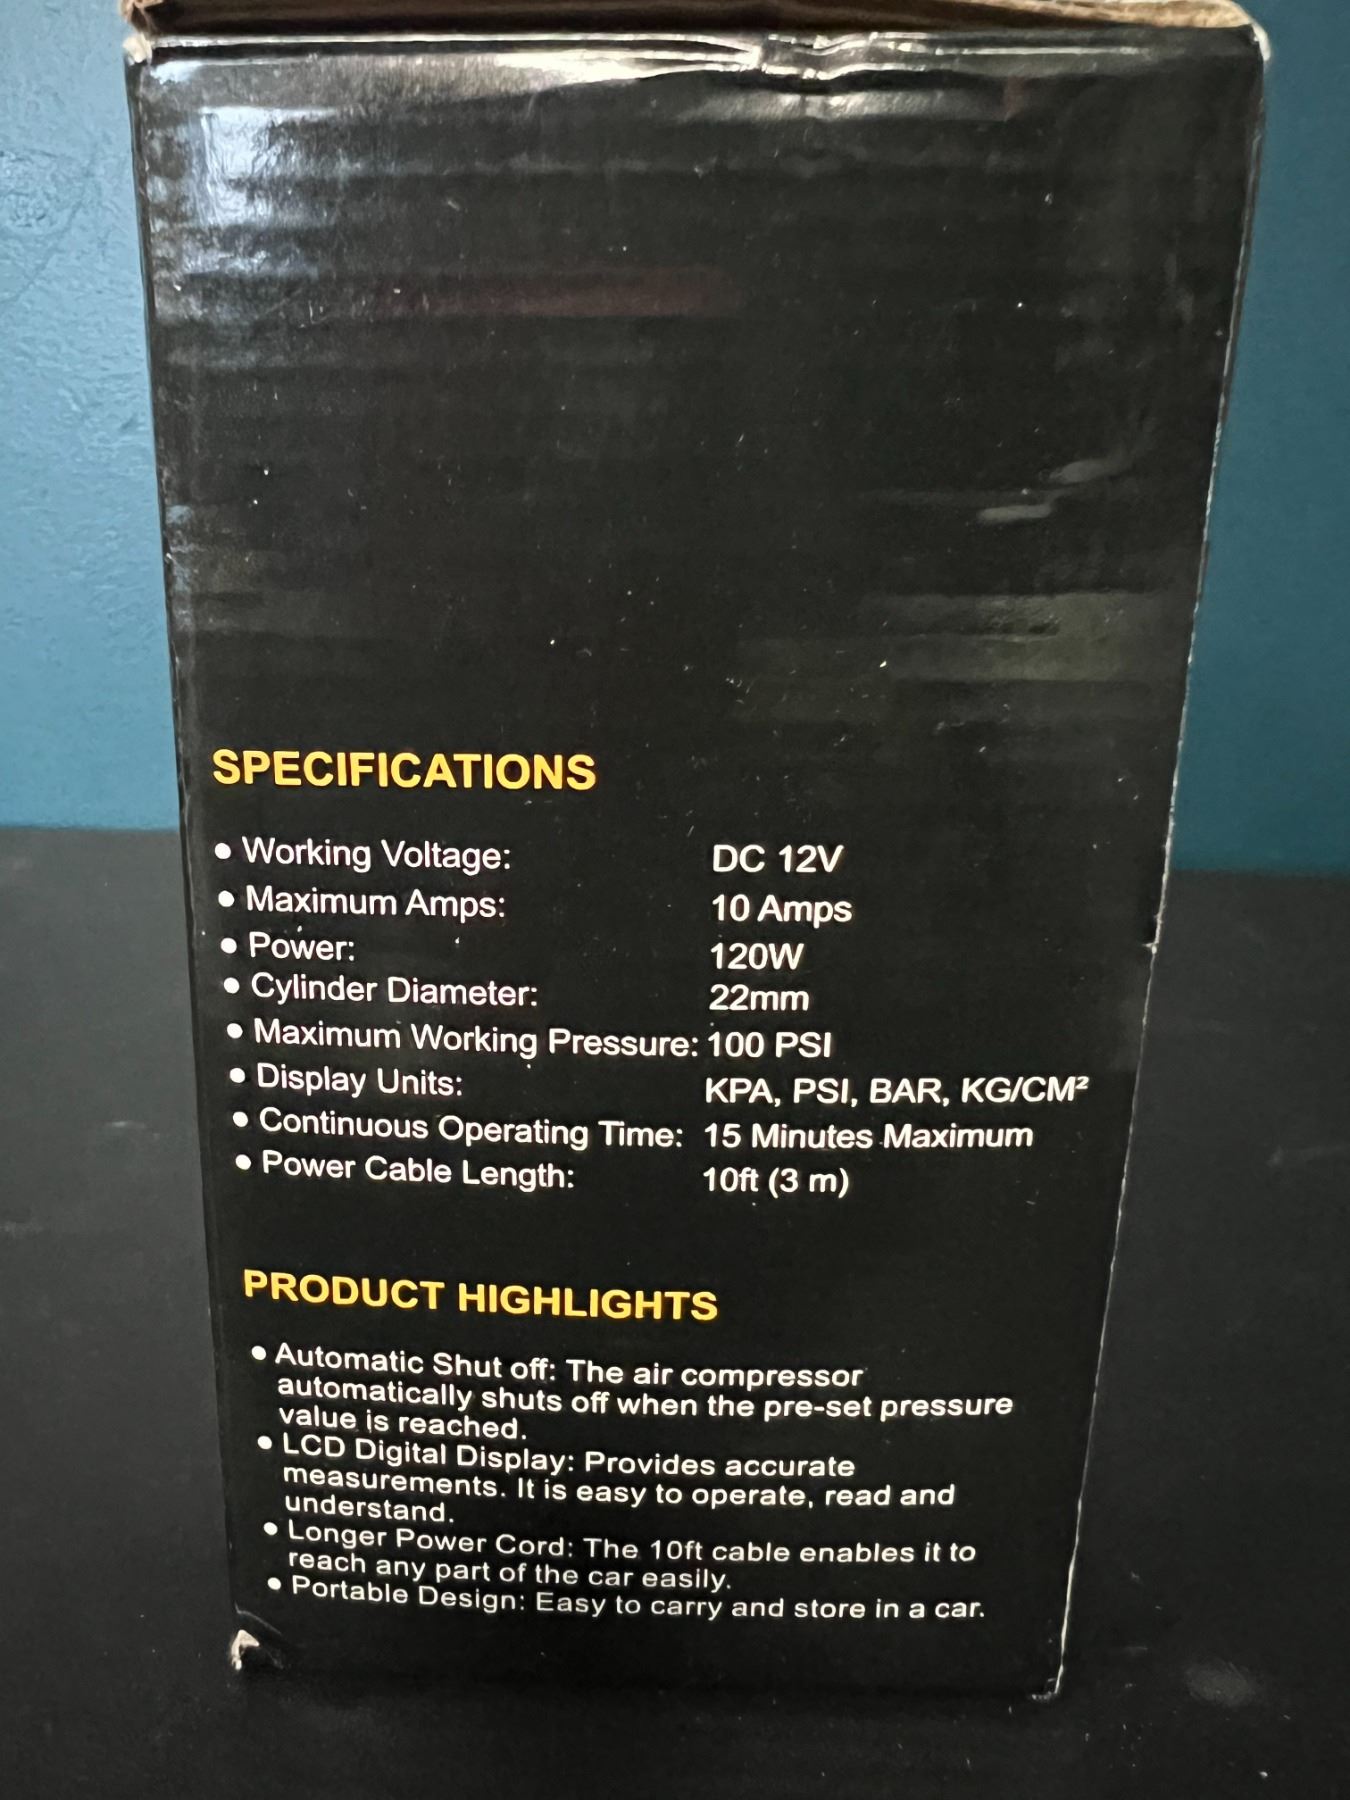 SPECIFICATIONS
• Working Voltage: DC 12V
• Maximum Amps: 10 Amps
• Power: 120W
• Cylinder Diameter: 22mm
• Maximum Working Pressure: 100 PSI
• Display Units: KPA, PSI, BAR, KG/CM²
• Continuous Operating Time: 15 Minutes Maximum
• Power Cable Length: 10ft (3 m)
PRODUCT HIGHLIGHTS
• Automatic Shut off: The air compressor
automatically shuts off when the pre-set pressure
value is reached.
• LCD Digital Display: Provides accurate
measurements. It is easy to operate, read and
understand.
• Longer Power Cord: The 10ft cable enables it to
reach any part of the car easily.
• Portable Design: Easy to carry and store in a car.